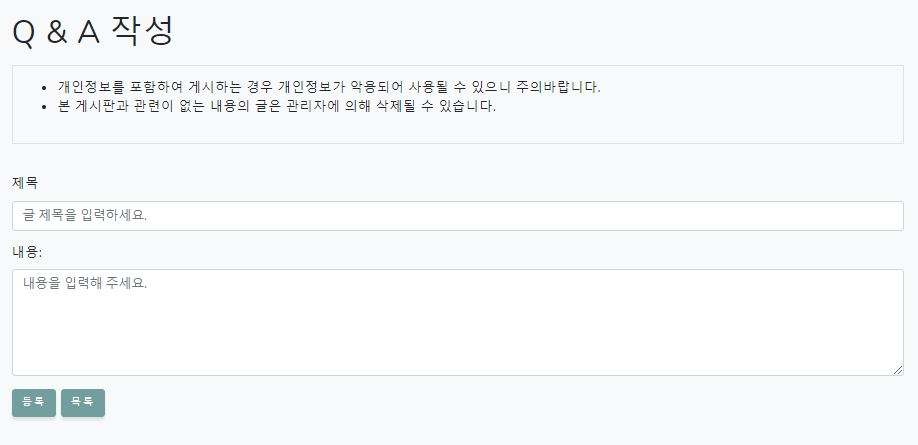 Q & A 작성
개인정보를 포함하여 게시하는 경우 개인정보가 악용되어 사용될 수 있으니 주의바랍니다.
본 게시판과 관련이 없는 내용의 글은 관리자에 의해 삭제될 수 있습니다.
제목
글 제목을 입력하세요.
내용:
내용을 입력해 주세요.
등록 목록